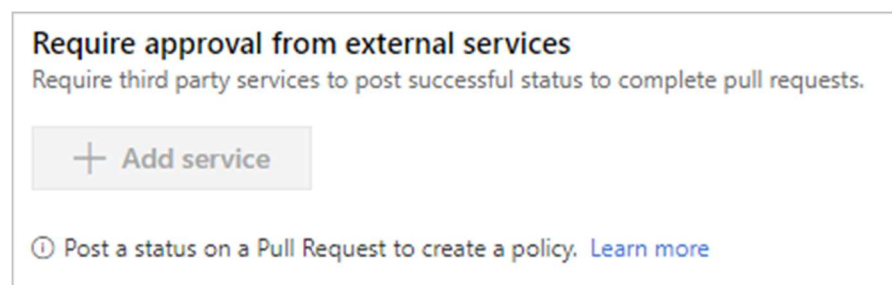 Require approval from external services
Require third party services to post successful status to complete pull requests.
+ Add service
ⓘ Post a status on a Pull Request to create a policy. Learn more